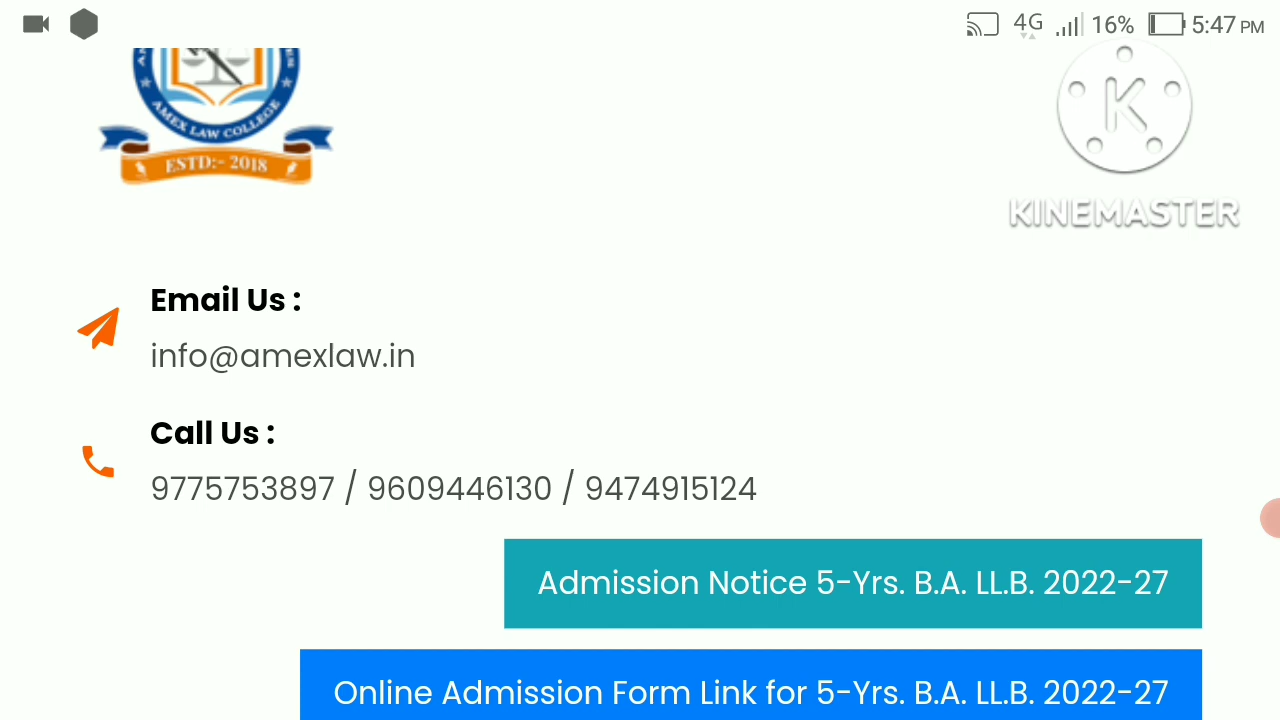 4G 16% 5:47 PM
AMEX LAW COLLEGE
ESTD:- 2018
K
KINEMASTER
Email Us :
info@amexlaw.in
Call Us :
9775753897 / 9609446130 / 9474915124
Admission Notice 5-Yrs. B.A. LL.B. 2022-27
Online Admission Form Link for 5-Yrs. B.A. LL.B. 2022-27